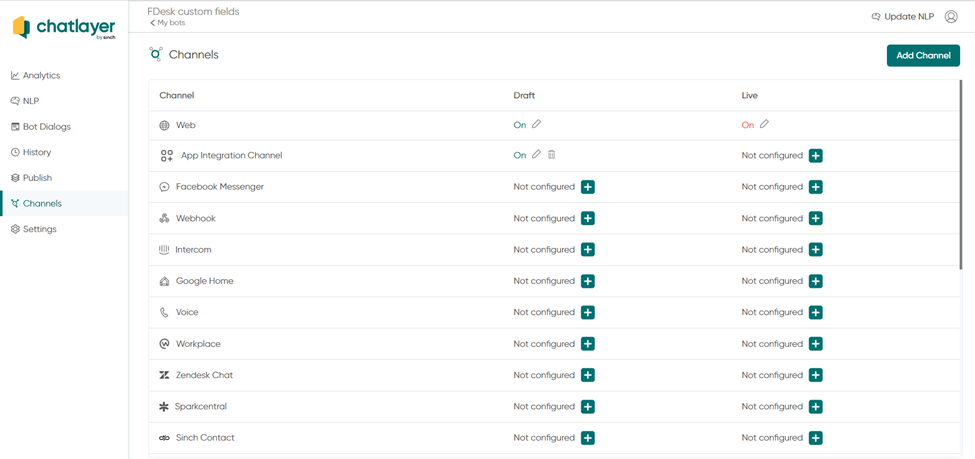 chatlayer
by sinch
FDesk custom fields
My bots
Update NLP
Analytics
NLP
Bot Dialogs
History
Publish
Channels
Settings
Channels
Add Channel
Channel Draft Live
Web On On
App Integration Channel On Not configured
Facebook Messenger Not configured Not configured
Webhook Not configured Not configured
Intercom Not configured Not configured
Google Home Not configured Not configured
Voice Not configured Not configured
Workplace Not configured Not configured
Zendesk Chat Not configured Not configured
Sparkcentral Not configured Not configured
Sinch Contact Not configured Not configured